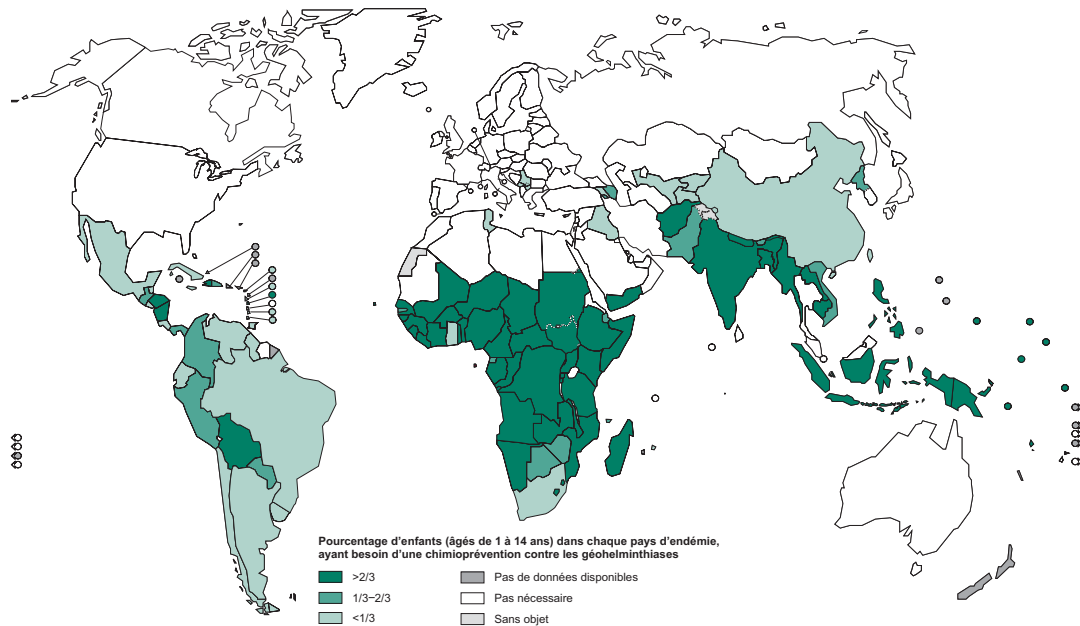 Pourcentage d'enfants (âgés de 1 à 14 ans) dans chaque pays d'endémie,
ayant besoin d'une chimioprévention contre les géohelminthiases
>2/3
1/3−2/3
<1/3
Pas de données disponibles
Pas nécessaire
Sans objet